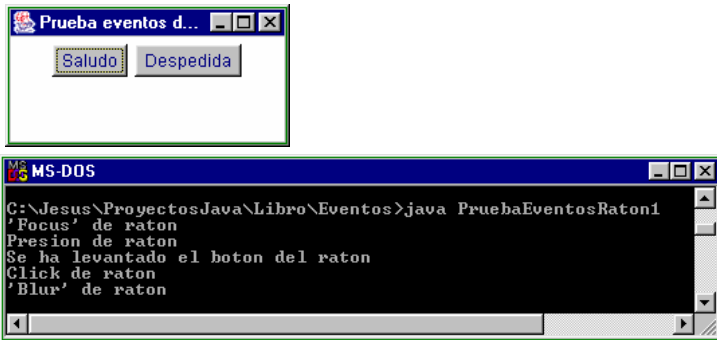 Prueba eventos d...
Saludo Despedida
MS-DOS
C:\Jesus\ProyectosJava\Libro\Eventos>java PruebaEventosRaton1
'Focus' de raton
Presion de raton
Se ha levantado el boton del raton
Click de raton
'Blur' de raton